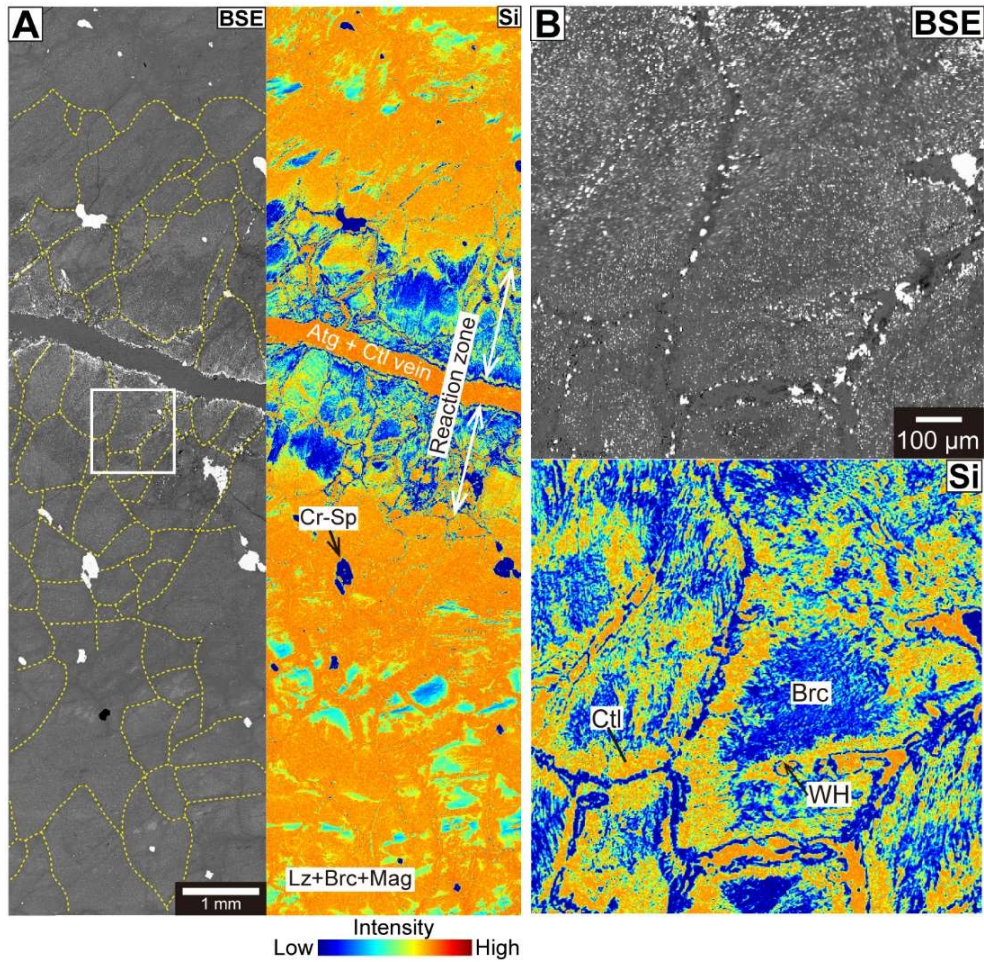 A
BSE
Si
Atg + Ctl vein
Reaction zone
Cr-Sp
Lz+Brc+Mag
1 mm
Intensity
Low
High
B
BSE
100 µm
Si
Brc
Ctl
WH